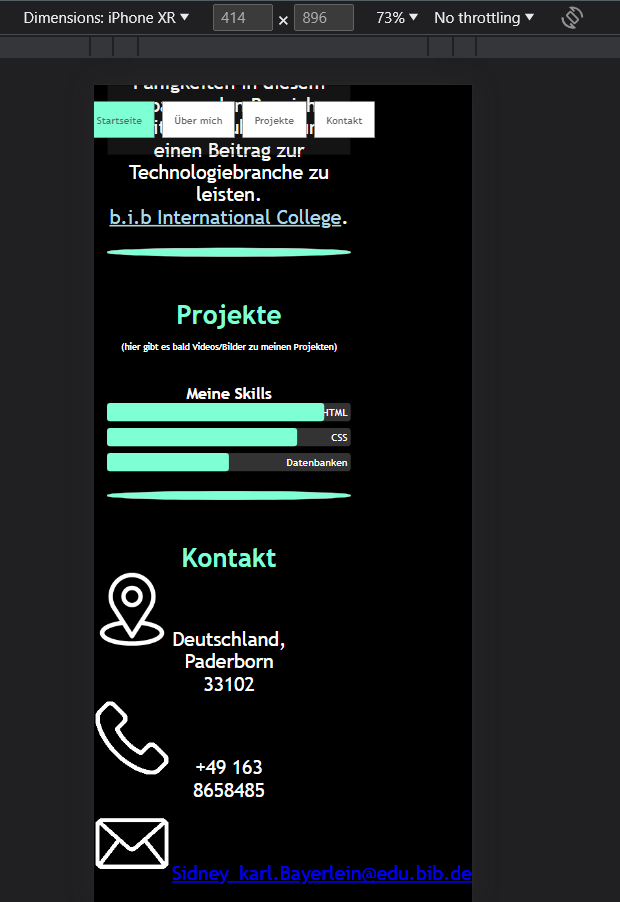 Dimensions: iPhone XR 414 × 896 73% No throttling
Fähigkeiten in diesem
Startseite Über mich Projekte Kontakt
einen Beitrag zur
Technologiebranche zu
leisten.
b.i.b International College.
Projekte
(hier gibt es bald Videos/Bilder zu meinen Projekten)
Meine Skills
HTML
CSS
Datenbanken
Kontakt
Deutschland,
Paderborn
33102
+49 163
8658485
Sidney_karl.Bayerlein@edu.bib.de